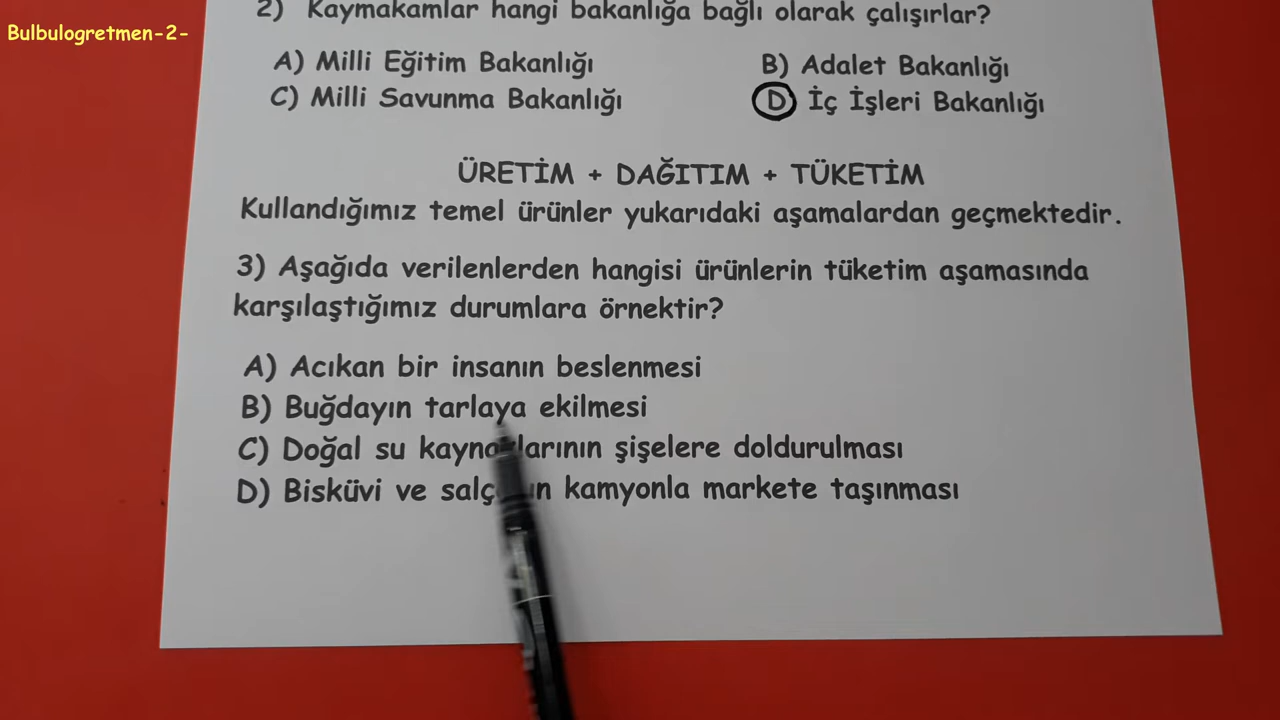 Bulbulogretmen-2-
2) Kaymakamlar hangi bakanlığa bağlı olarak çalışırlar?
A) Milli Eğitim Bakanlığı
B) Adalet Bakanlığı
C) Milli Savunma Bakanlığı
D) İç İşleri Bakanlığı
ÜRETİM + DAĞITIM + TÜKETİM
Kullandığımız temel ürünler yukarıdaki aşamalardan geçmektedir.
3) Aşağıda verilenlerden hangisi ürünlerin tüketim aşamasında
karşılaştığımız durumlara örnektir?
A) Acıkan bir insanın beslenmesi
B) Buğdayın tarlaya ekilmesi
C) Doğal su kaynaklarının şişelere doldurulması
D) Bisküvi ve salçanın kamyonla markete taşınması